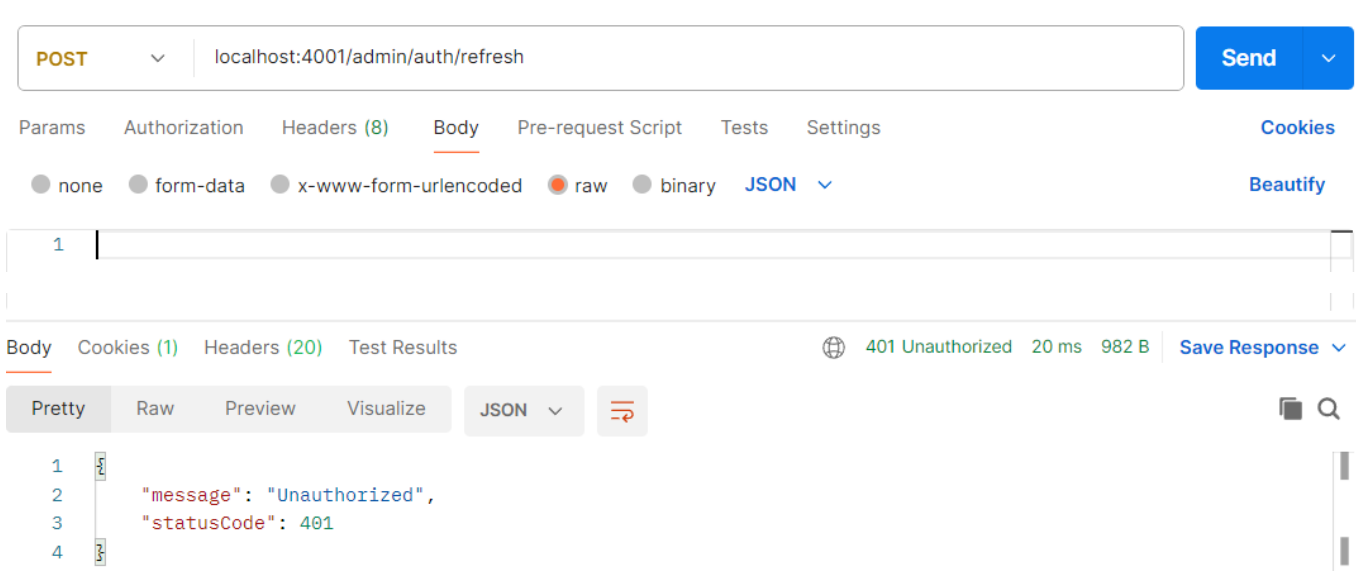 POST localhost:4001/admin/auth/refresh Send
Params Authorization Headers (8) Body Pre-request Script Tests Settings Cookies
none form-data x-www-form-urlencoded raw binary JSON Beautify
1
Body Cookies (1) Headers (20) Test Results 401 Unauthorized 20 ms 982 B Save Response
Pretty Raw Preview Visualize JSON
1 {
2 "message": "Unauthorized",
3 "statusCode": 401
4 }